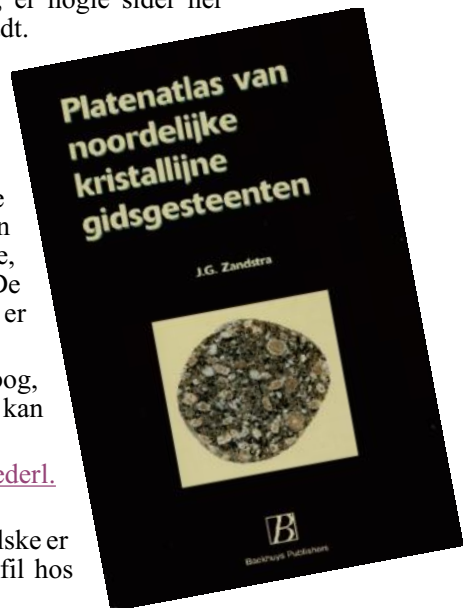 er nogle sider her
dt.
Platenatlas van
noordelijke
kristallijne
gidsgesteenten
J.G. Zandstra
B
Backhuys Publishers
e
n
e,
De
er
og,
kan
ederl.
lske er
fil hos